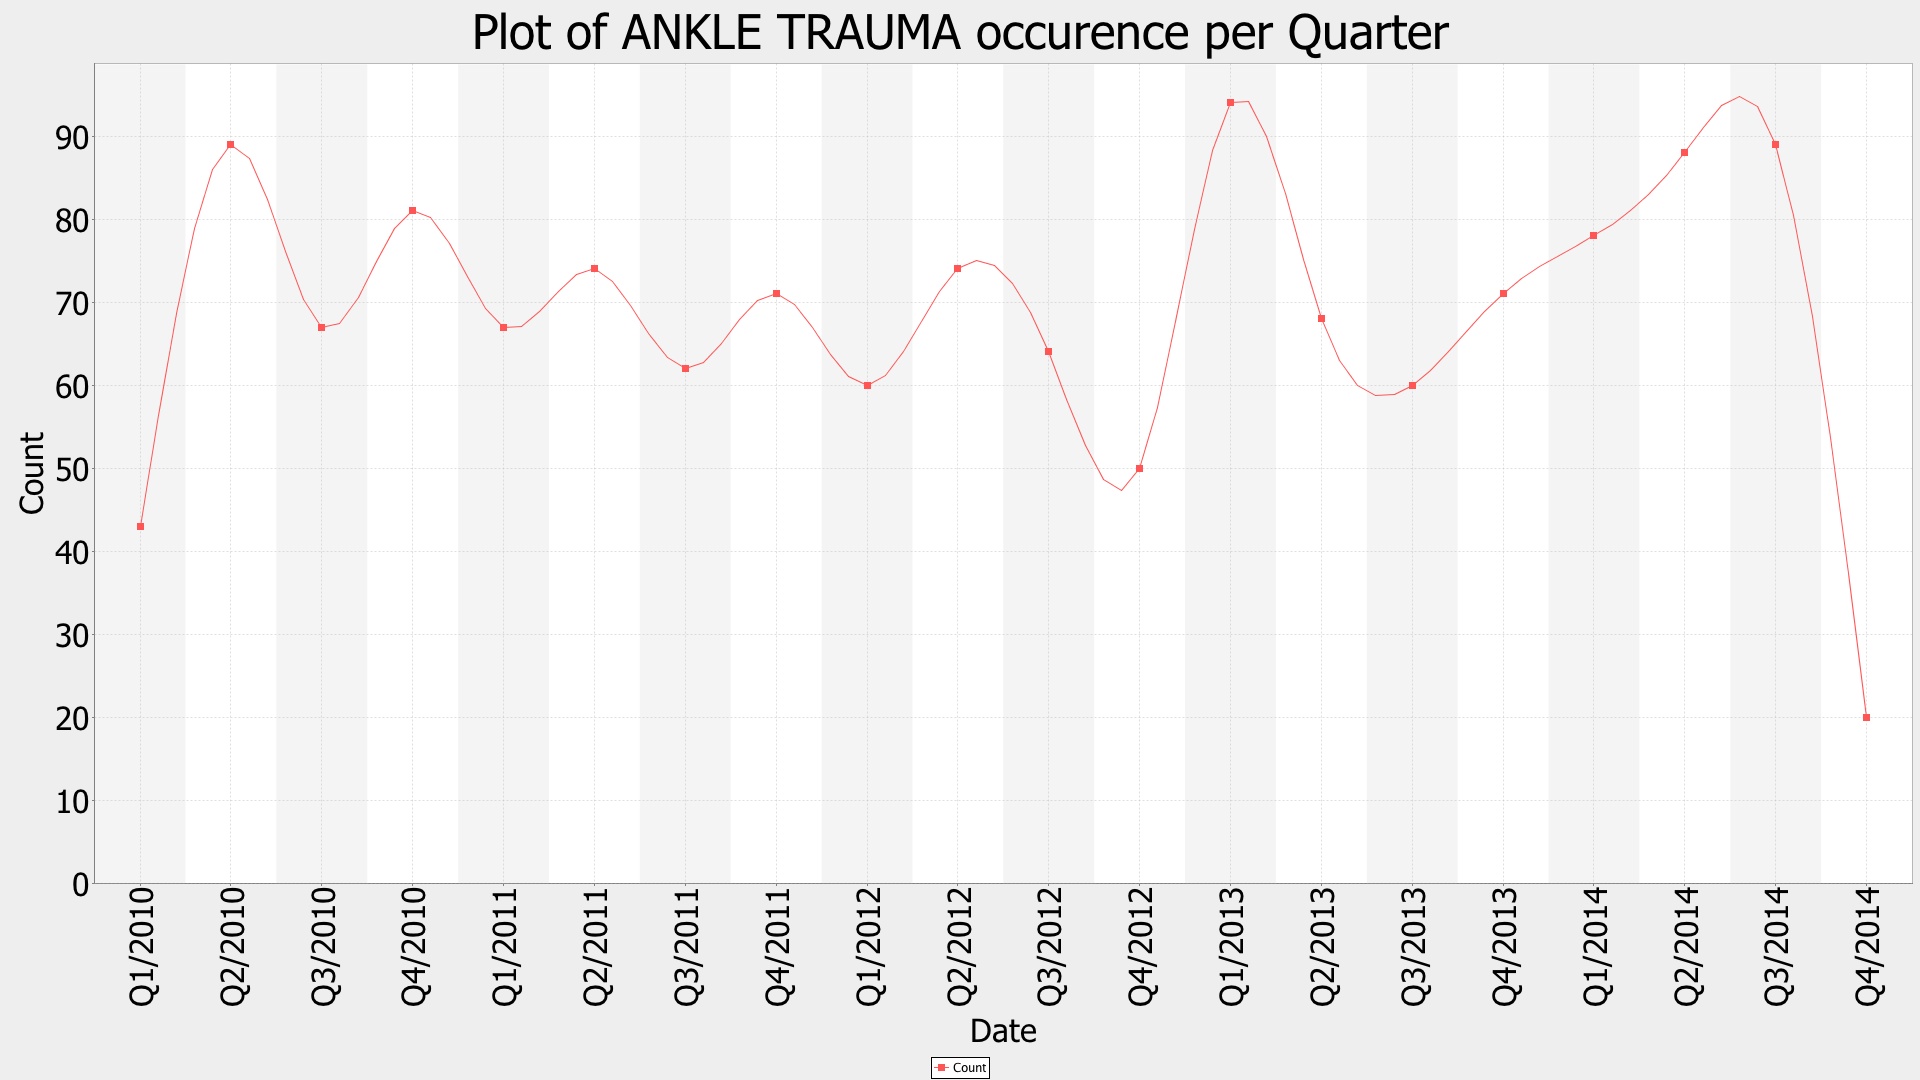 Plot of ANKLE TRAUMA occurence per Quarter
Count
90
80
70
60
50
40
30
20
10
0
Q1/2010
Q2/2010
Q3/2010
Q4/2010
Q1/2011
Q2/2011
Q3/2011
Q4/2011
Q1/2012
Q2/2012
Q3/2012
Q4/2012
Q1/2013
Q2/2013
Q3/2013
Q4/2013
Q1/2014
Q2/2014
Q3/2014
Q4/2014
Date
Count